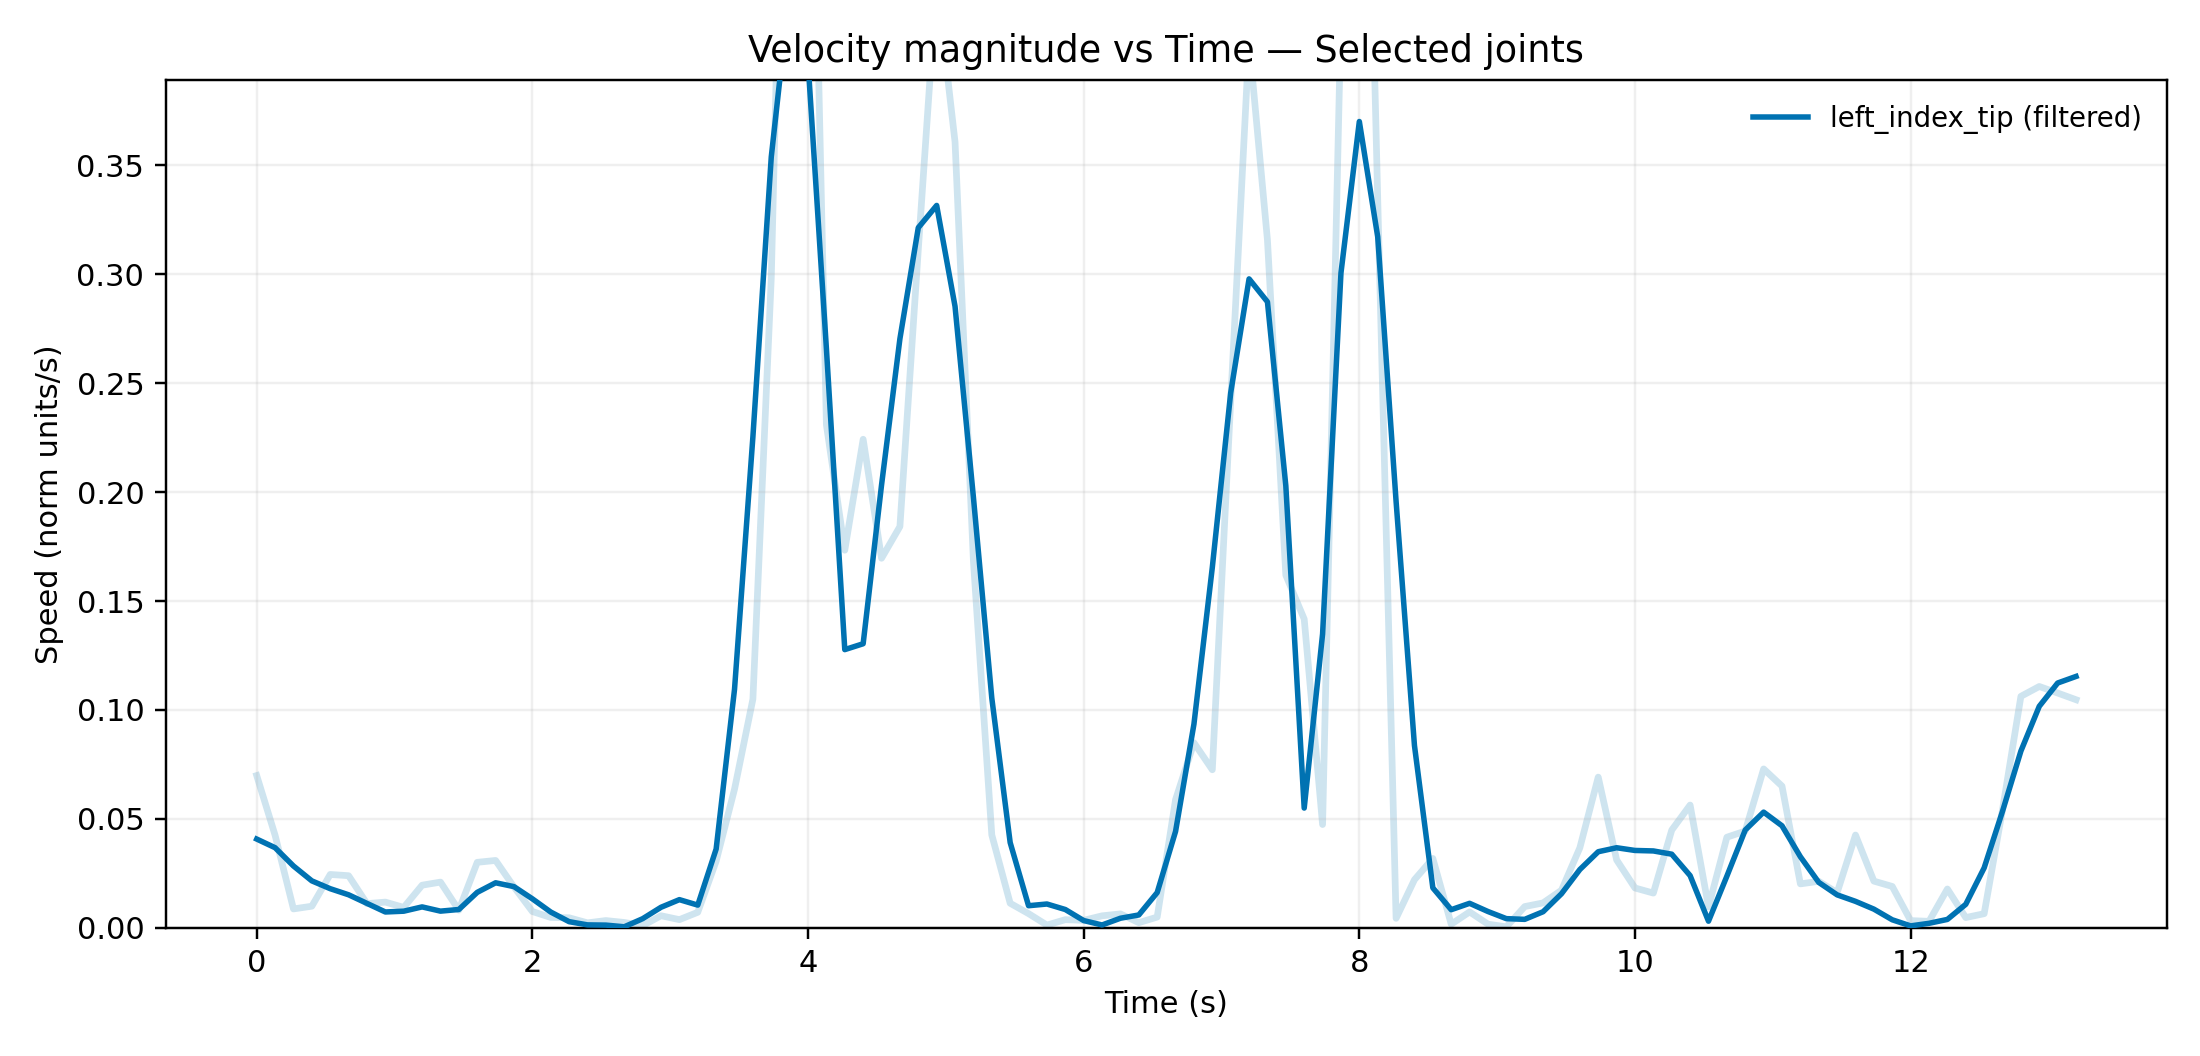 Velocity magnitude vs Time — Selected joints
left_index_tip (filtered)
Speed (norm units/s)
0.35
0.30
0.25
0.20
0.15
0.10
0.05
0.00
0 2 4 6 8 10 12
Time (s)